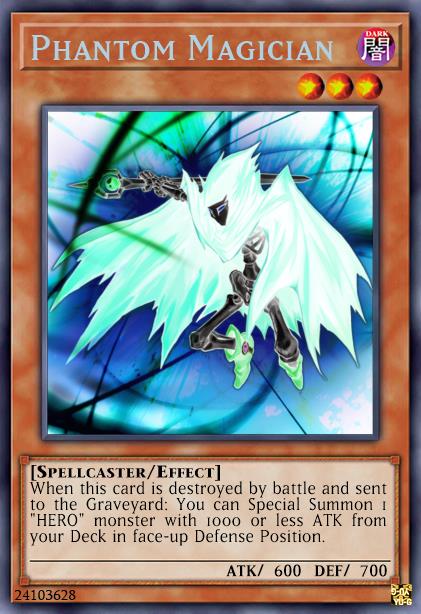 PHANTOM MAGICIAN
DARK
闇
[SPELLCASTER/EFFECT]
When this card is destroyed by battle and sent
to the Graveyard: You can Special Summon 1
"HERO" monster with 1000 or less ATK from
your Deck in face-up Defense Position.
ATK/ 600 DEF/ 700
24103628